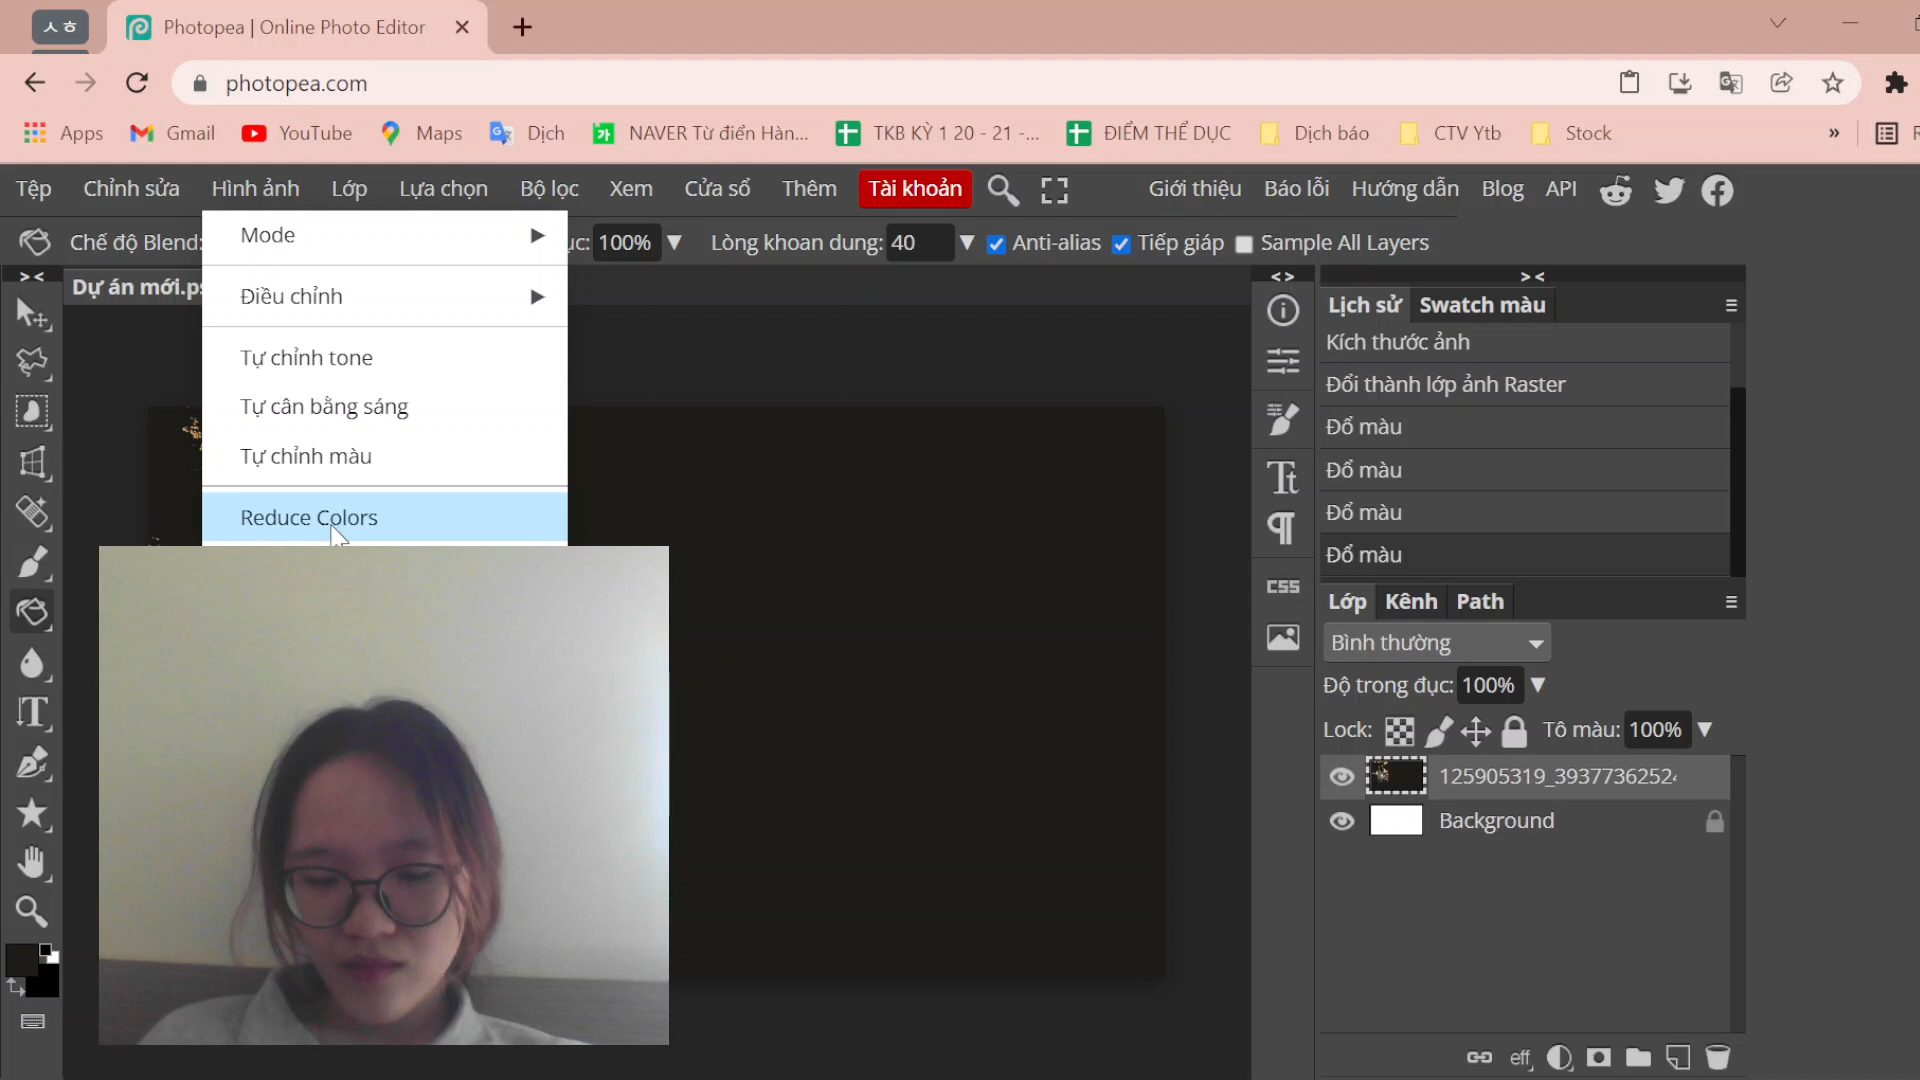 ㅅㅎ
Photopea | Online Photo Editor
photopea.com
Apps Gmail YouTube Maps Dịch NAVER Từ điển Hàn... TKB KỲ 1 20 - 21 -... ĐIỂM THỂ DỤC Dịch báo CTV Ytb Stock »
Tệp Chỉnh sửa Hình ảnh Lớp Lựa chọn Bộ lọc Xem Cửa sổ Thêm Tài khoản Giới thiệu Báo lỗi Hướng dẫn Blog API
Chế độ Blend: 100% Lòng khoan dung: 40 Anti-alias Tiếp giáp Sample All Layers
Dự án mới.ps
Mode
Điều chỉnh
Tự chỉnh tone
Tự cân bằng sáng
Tự chỉnh màu
Reduce Colors
Lịch sử Swatch màu
Kích thước ảnh
Đổi thành lớp ảnh Raster
Đổ màu
Đổ màu
Đổ màu
Đổ màu
CSS
Lớp Kênh Path
Bình thường
Độ trong đục: 100%
Lock: Tô màu: 100%
125905319_3937736252
Background
eff